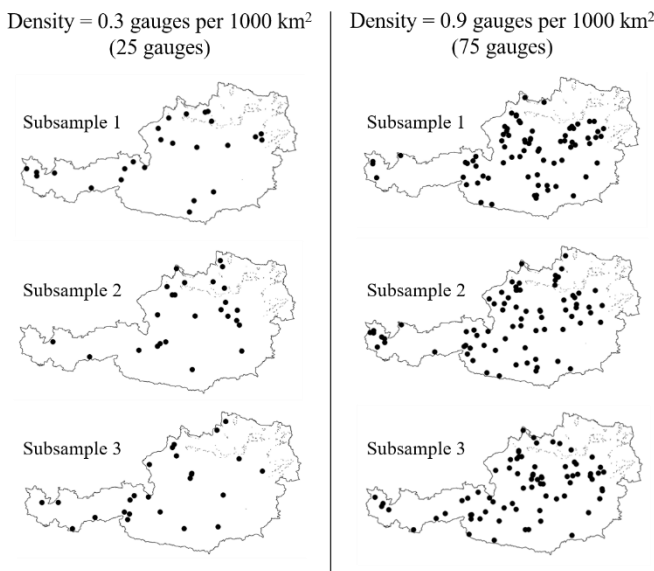 Density = 0.3 gauges per 1000 km²
(25 gauges)
Subsample 1
Subsample 2
Subsample 3
Density = 0.9 gauges per 1000 km²
(75 gauges)
Subsample 1
Subsample 2
Subsample 3